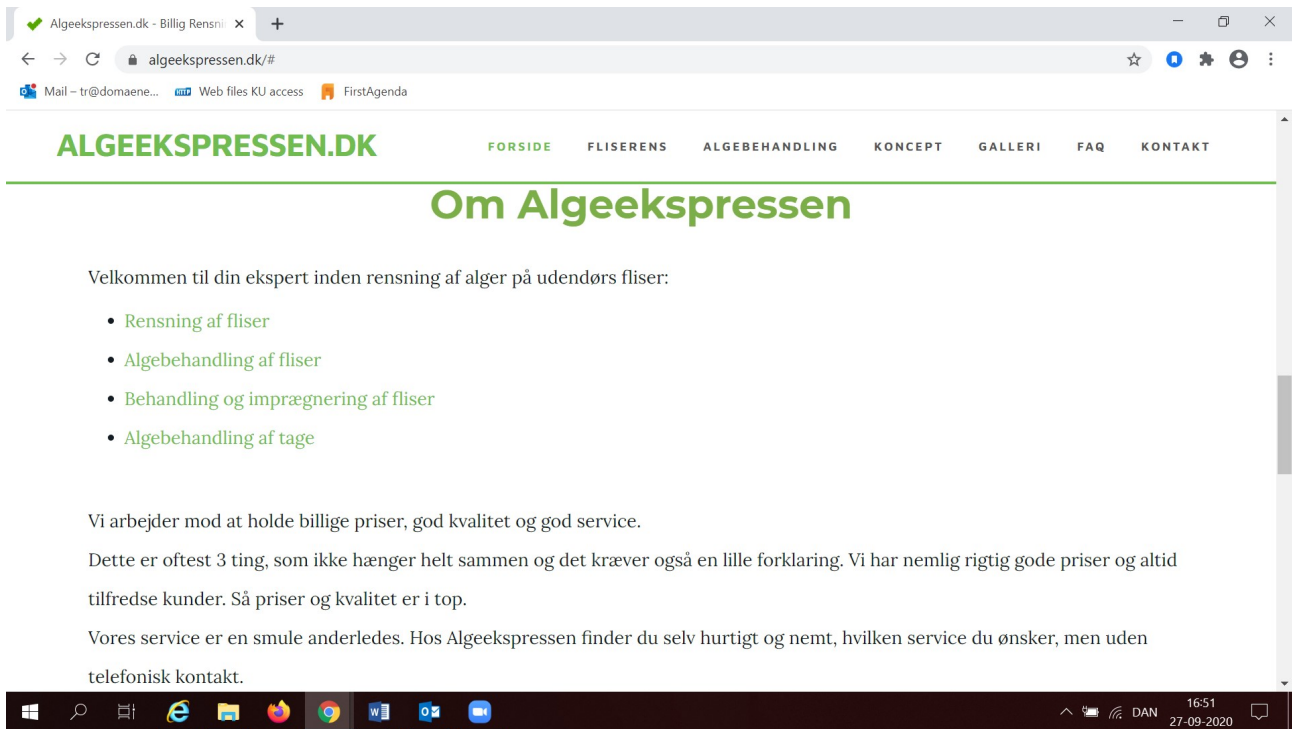 Algeekspressen.dk - Billig Rensni
algeekspressen.dk/#
Mail – tr@domaene...
Web files KU access
FirstAgenda
ALGEEKSPRESSEN.DK
FORSIDE
FLISERENS
ALGEBEHANDLING
KONCEPT
GALLERI
FAQ
KONTAKT
Om Algeekspressen
Velkommen til din ekspert inden rensning af alger på udendørs fliser:
• Rensning af fliser
• Algebehandling af fliser
• Behandling og imprægnering af fliser
• Algebehandling af tage
Vi arbejder mod at holde billige priser, god kvalitet og god service.
Dette er oftest 3 ting, som ikke hænger helt sammen og det kræver også en lille forklaring. Vi har nemlig rigtig gode priser og altid
tilfredse kunder. Så priser og kvalitet er i top.
Vores service er en smule anderledes. Hos Algeekspressen finder du selv hurtigt og nemt, hvilken service du ønsker, men uden
telefonisk kontakt.
DAN
16:51
27-09-2020